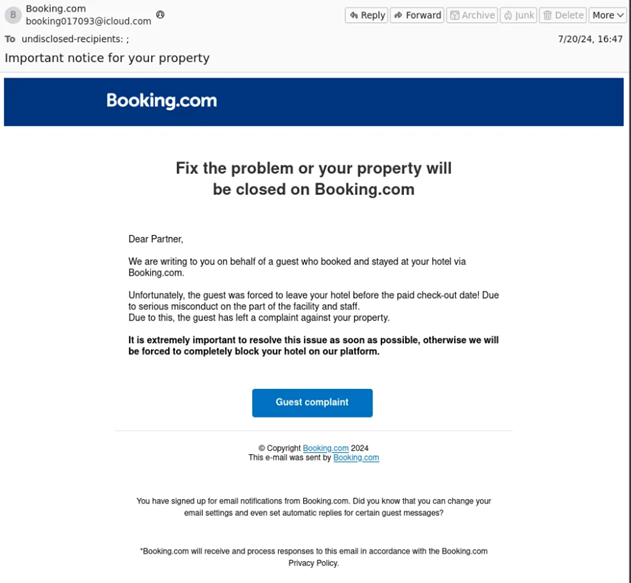 B
Booking.com
booking017093@icloud.com
Reply Forward Archive Junk Delete More
To undisclosed-recipients: ;
7/20/24, 16:47
Important notice for your property
Booking.com
Fix the problem or your property will
be closed on Booking.com
Dear Partner,
We are writing to you on behalf of a guest who booked and stayed at your hotel via
Booking.com.
Unfortunately, the guest was forced to leave your hotel before the paid check-out date! Due
to serious misconduct on the part of the facility and staff.
Due to this, the guest has left a complaint against your property.
It is extremely important to resolve this issue as soon as possible, otherwise we will
be forced to completely block your hotel on our platform.
Guest complaint
© Copyright Booking.com 2024
This e-mail was sent by Booking.com
You have signed up for email notifications from Booking.com. Did you know that you can change your
email settings and even set automatic replies for certain guest messages?
*Booking.com will receive and process responses to this email in accordance with the Booking.com
Privacy Policy.